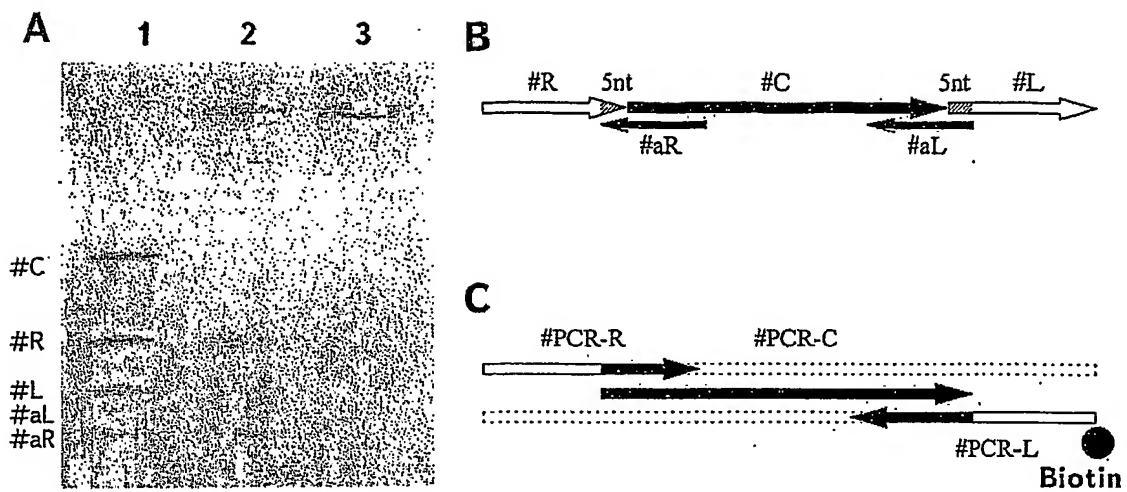 A
1 2 3
#C
#R
#L
#aL
#aR
B
#R 5nt #C 5nt #L
#aR #aL
C
#PCR-R #PCR-C
#PCR-L
Biotin